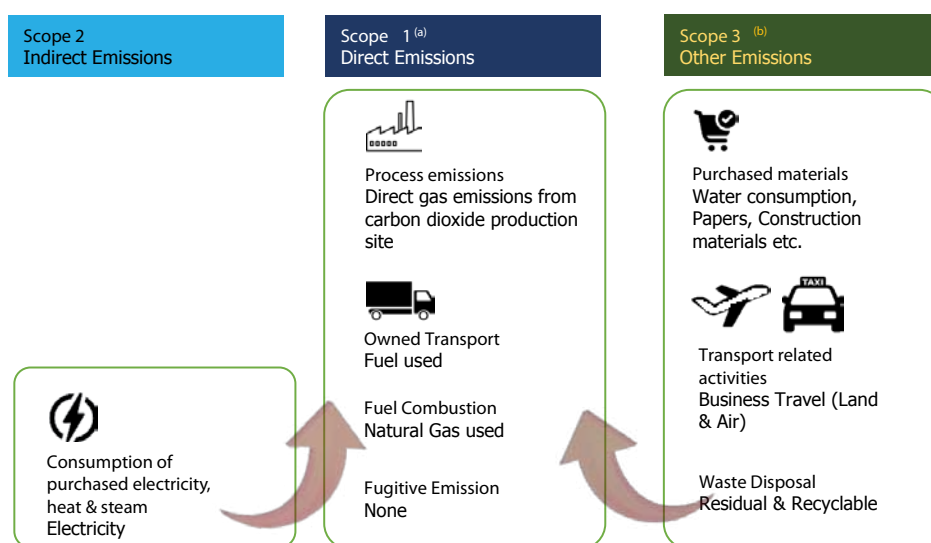 Scope 2
Indirect Emissions
Consumption of
purchased electricity,
heat & steam
Electricity
Scope 1 (a)
Direct Emissions
Process emissions
Direct gas emissions from
carbon dioxide production
site
Owned Transport
Fuel used
Fuel Combustion
Natural Gas used
Fugitive Emission
None
Scope 3 (b)
Other Emissions
Purchased materials
Water consumption,
Papers, Construction
materials etc.
TAXI
Transport related
activities
Business Travel (Land
& Air)
Waste Disposal
Residual & Recyclable